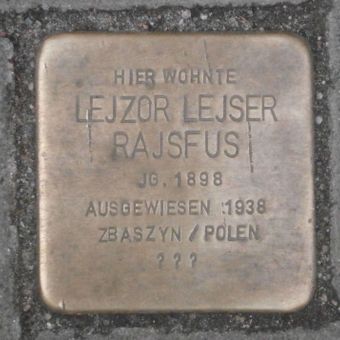 HIER WOHNTE
LEJZOR LEJSER
RAJSFUS
JG. 1898
AUSGEWIESEN 1938
ZBASZYN / POLEN
? ? ?